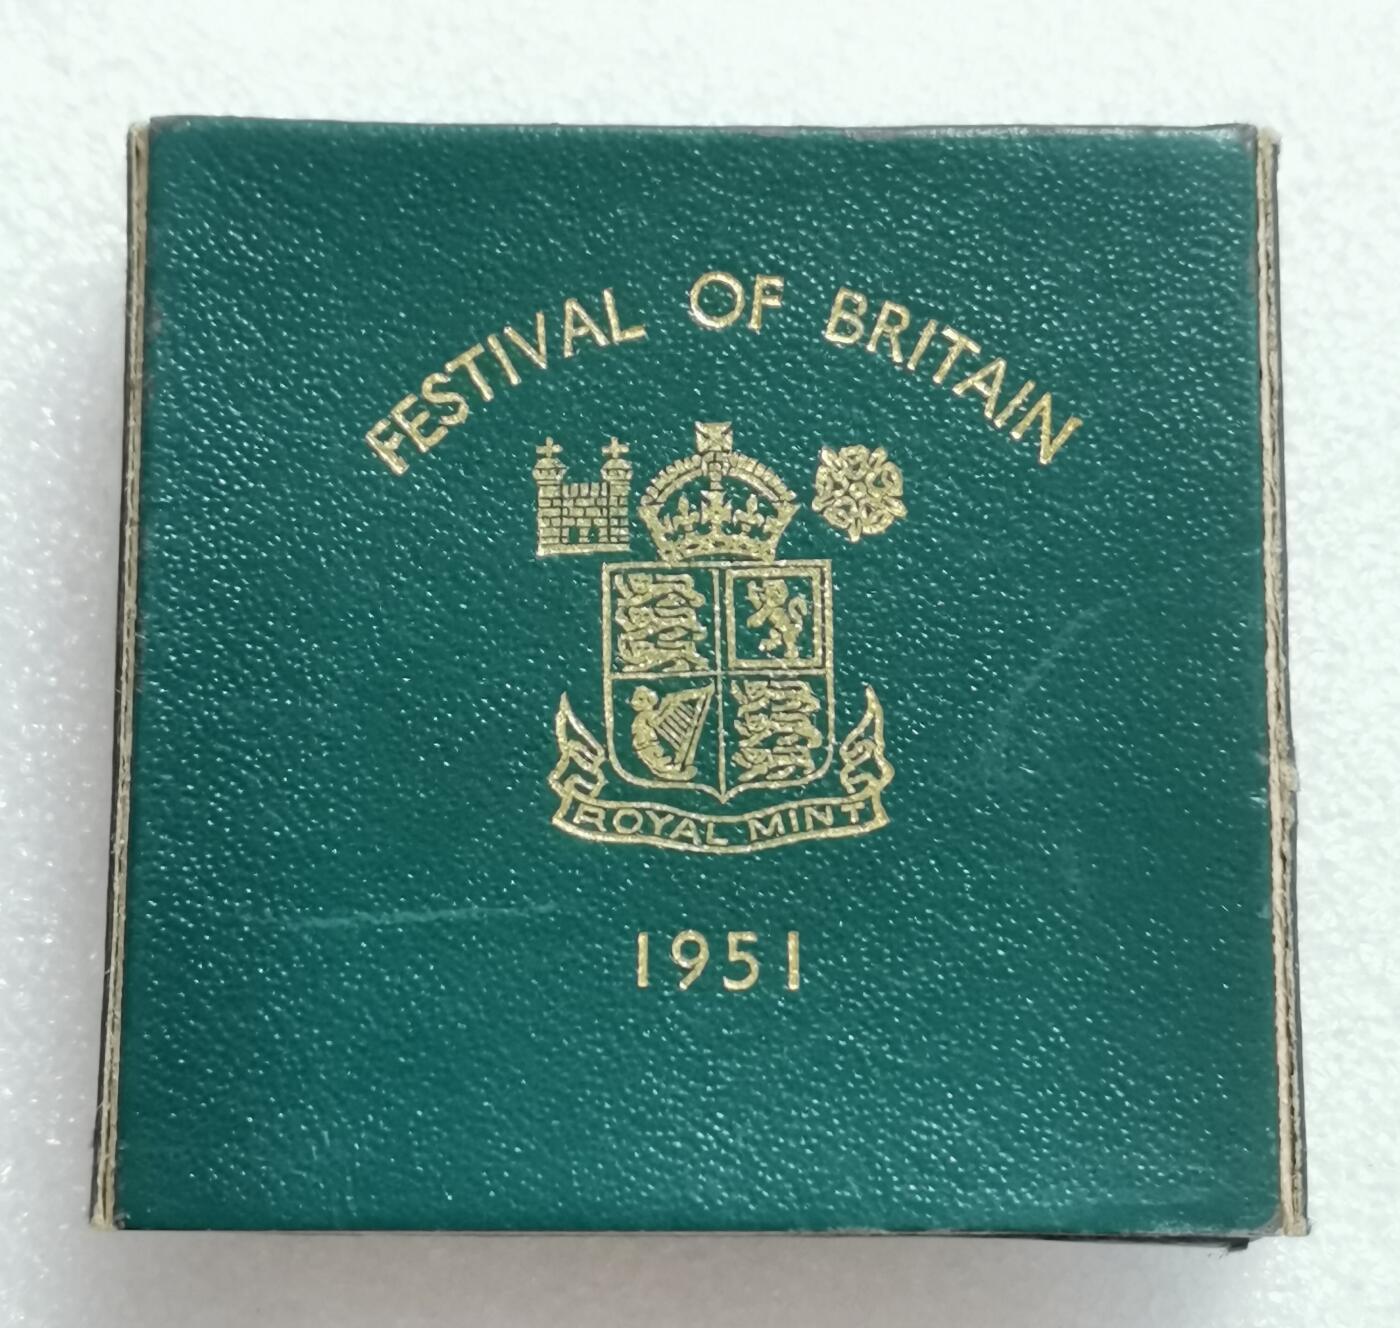 FESTIVAL OF BRITAIN
ROYAL MINT
1951